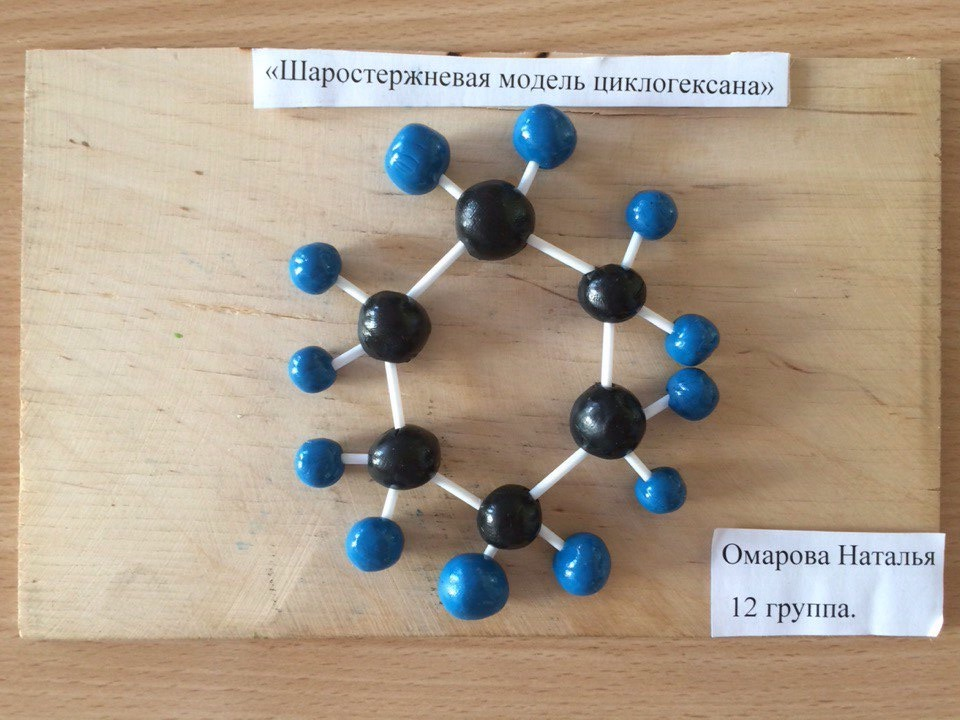 «Шаростержневая модель циклогексана»
Омарова Наталья
12 группа.